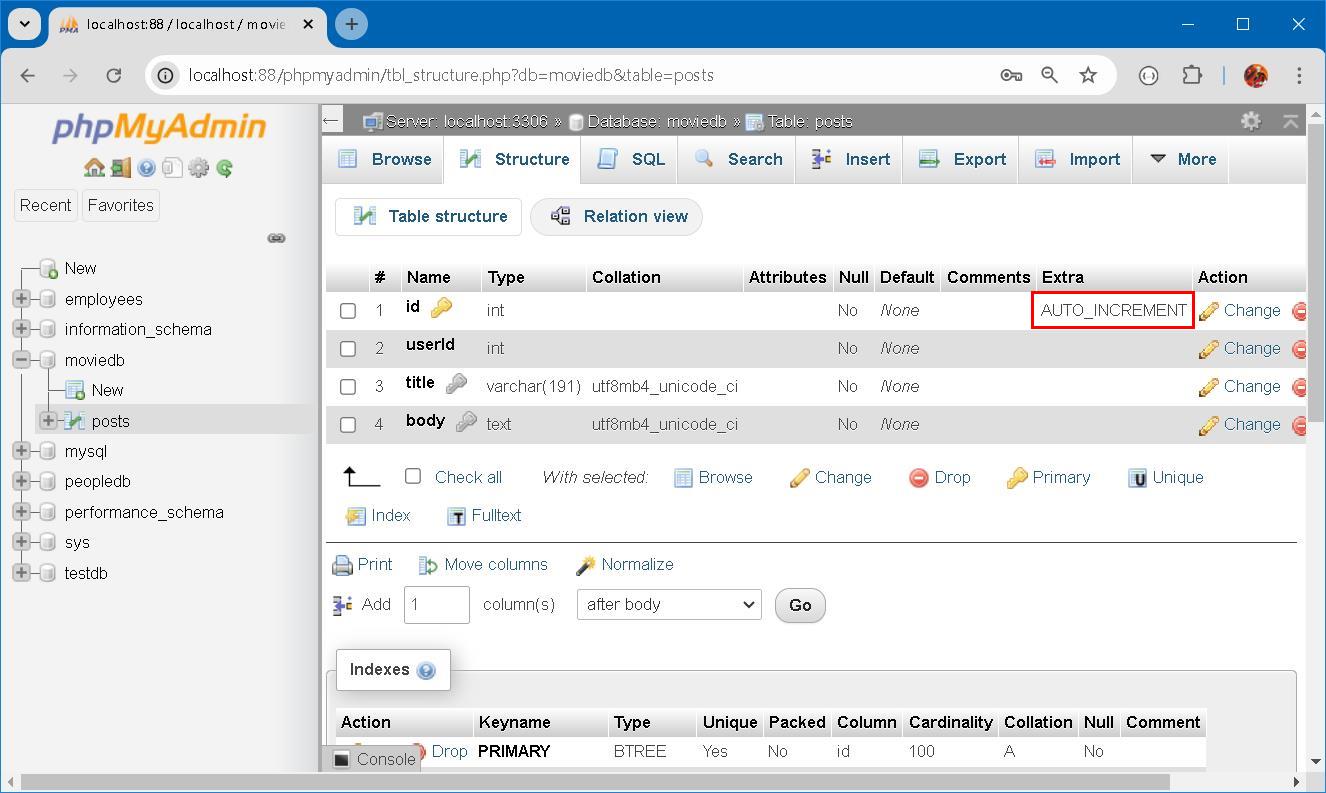 localhost:88 / localhost / movie
localhost:88/phpmyadmin/tbl_structure.php?db=moviedb&table=posts
phpMyAdmin
Recent Favorites
New
employees
information_schema
moviedb
New
posts
mysql
peopledb
performance_schema
sys
testdb
Server: localhost:3306 » Database: moviedb » Table: posts
Browse Structure SQL Search Insert Export Import More
Table structure Relation view
# Name Type Collation Attributes Null Default Comments Extra Action
1 id int No None AUTO_INCREMENT Change
2 userId int No None Change
3 title varchar(191) utf8mb4_unicode_ci No None Change
4 body text utf8mb4_unicode_ci No None Change
Check all With selected: Browse Change Drop Primary Unique
Index Fulltext
Print Move columns Normalize
Add 1 column(s) after body Go
Indexes
Action Keyname Type Unique Packed Column Cardinality Collation Null Comment
Drop PRIMARY BTREE Yes No id 100 A No
Console